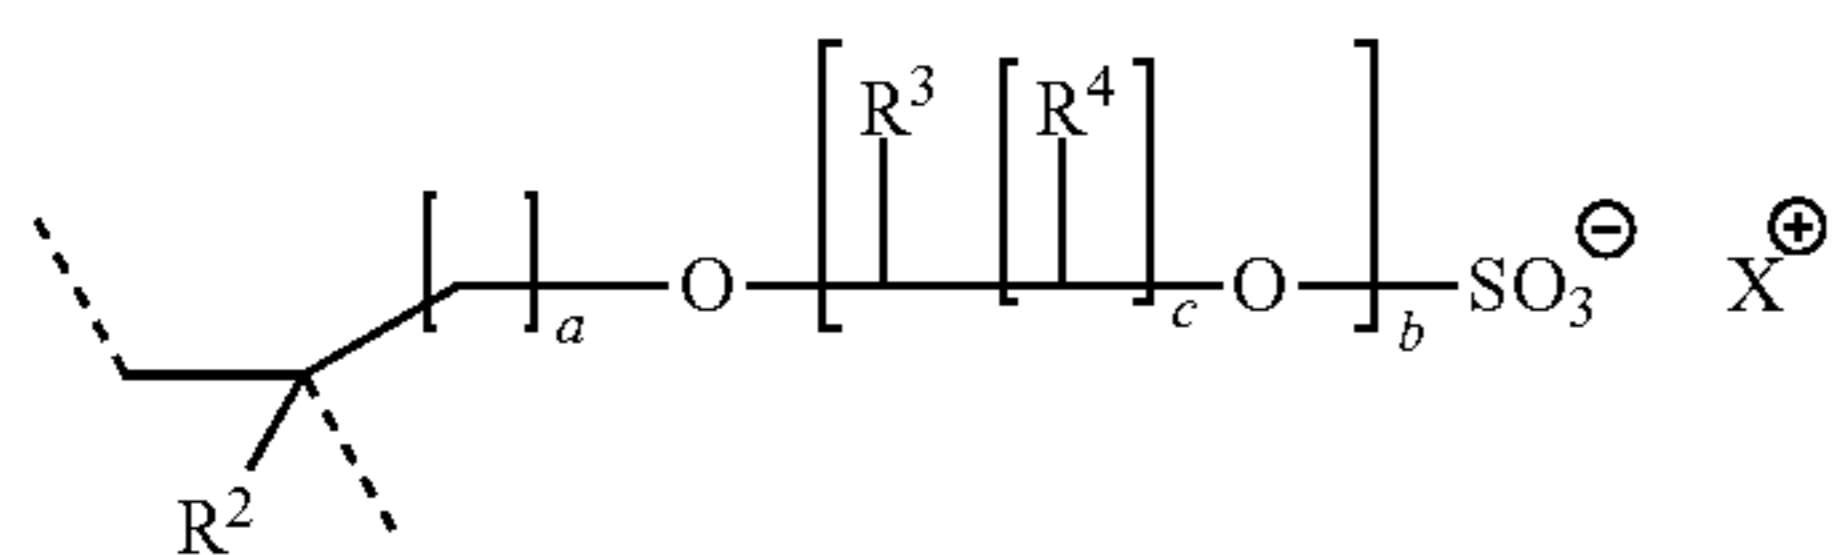 R³ R⁴
a O c O b SO₃⊖ X⊕
R²